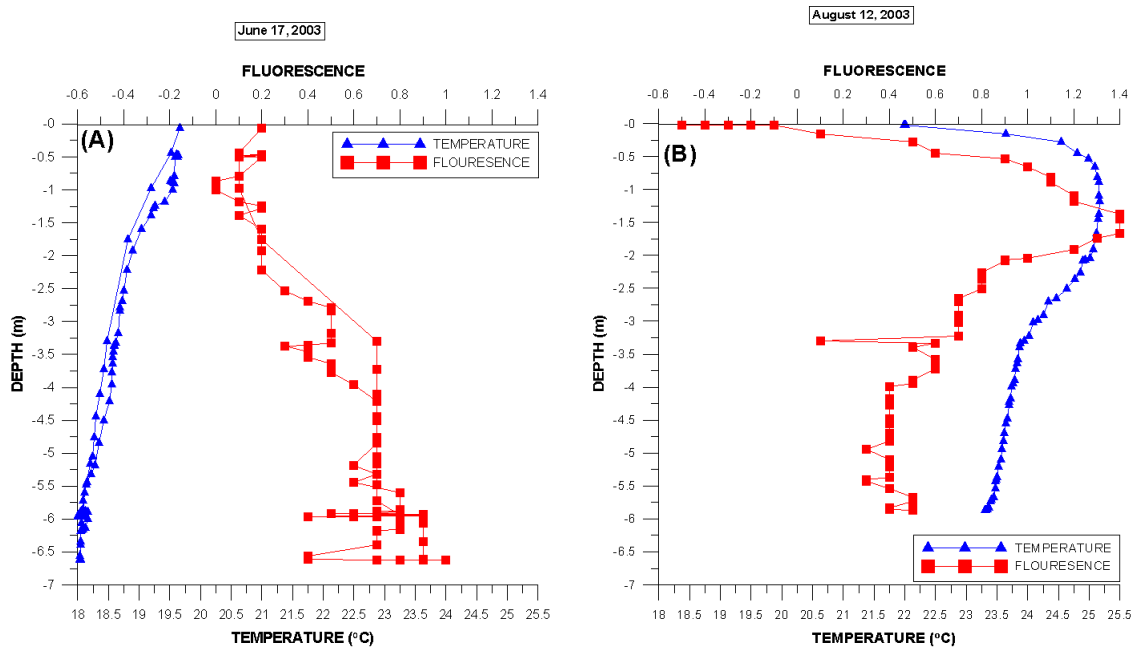 June 17, 2003
FLUORESCENCE
-0.6 -0.4 -0.2 0 0.2 0.4 0.6 0.8 1 1.2 1.4
(A)
TEMPERATURE
FLOURESENCE
-0
-0.5
-1
-1.5
-2
-2.5
-3
-3.5
-4
-4.5
-5
-5.5
-6
-6.5
-7
DEPTH (m)
18 18.5 19 19.5 20 20.5 21 21.5 22 22.5 23 23.5 24 24.5 25 25.5
TEMPERATURE (°C)
August 12, 2003
FLUORESCENCE
-0.6 -0.4 -0.2 0 0.2 0.4 0.6 0.8 1 1.2 1.4
(B)
-0
-0.5
-1
-1.5
-2
-2.5
-3
-3.5
-4
-4.5
-5
-5.5
-6
-6.5
-7
DEPTH (m)
TEMPERATURE
FLOURESENCE
18 18.5 19 19.5 20 20.5 21 21.5 22 22.5 23 23.5 24 24.5 25 25.5
TEMPERATURE (°C)